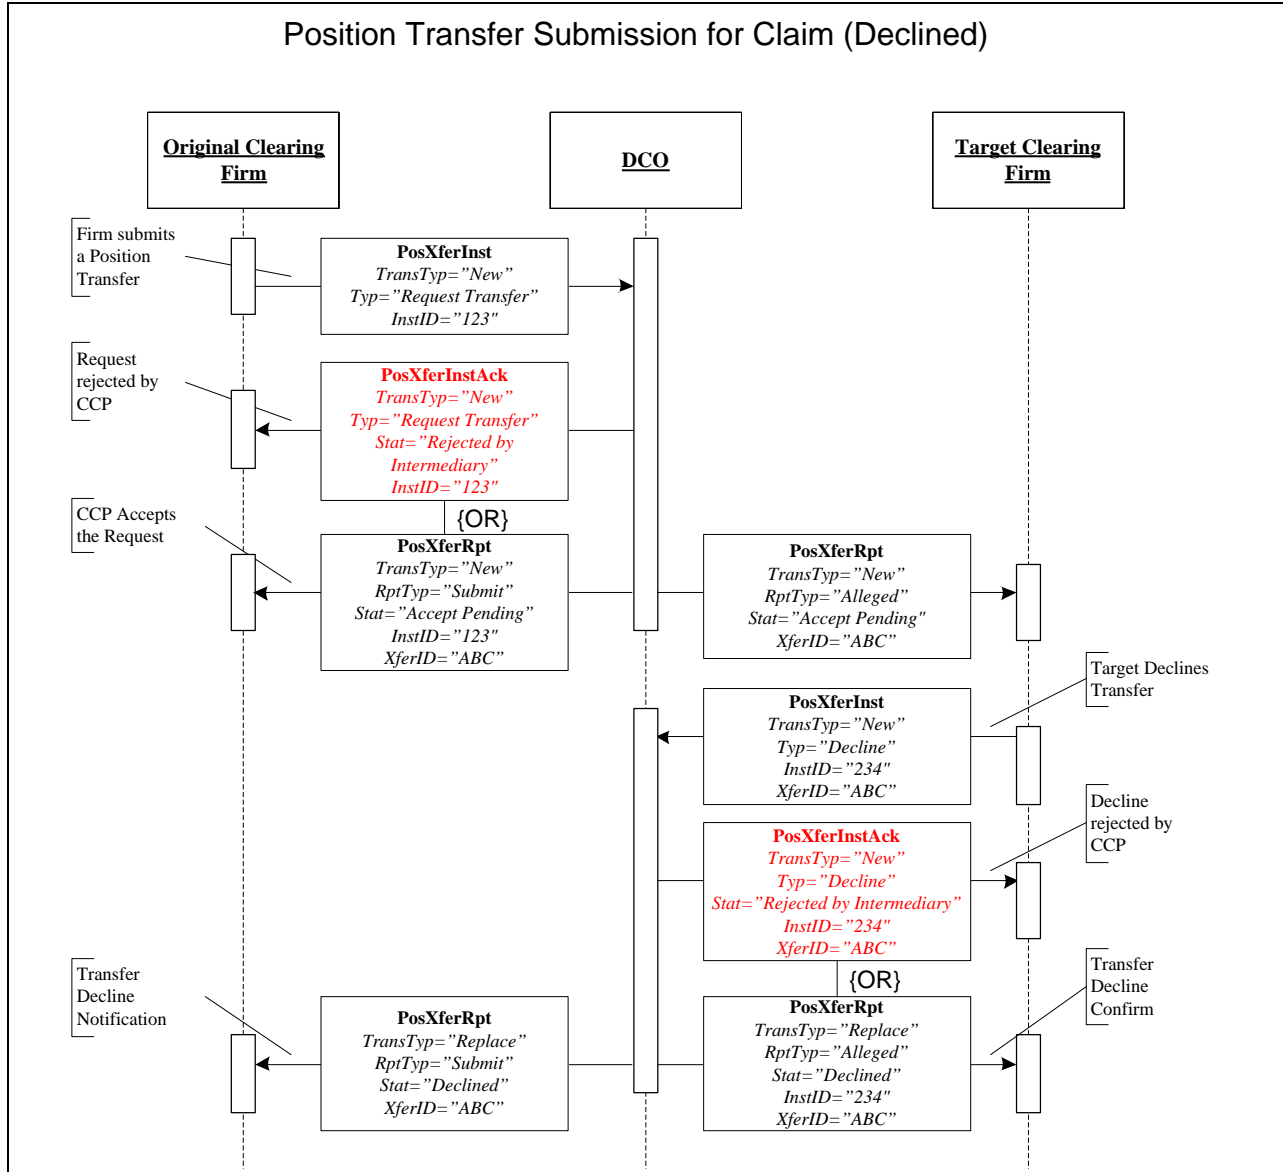 Position Transfer Submission for Claim (Declined)
Original Clearing
Firm
DCO
Target Clearing
Firm
Firm submits
a Position
Transfer
PosXferInst
TransTyp=”New”
Typ=”Request Transfer”
InstID=”123"
Request
rejected by
CCP
PosXferInstAck
TransTyp=”New”
Typ=”Request Transfer”
Stat=”Rejected by
Intermediary”
InstID=”123"
{OR}
CCP Accepts
the Request
PosXferRpt
TransTyp=”New”
RptTyp=”Submit”
Stat=”Accept Pending”
InstID=”123"
XferID=”ABC”
PosXferRpt
TransTyp=”New”
RptTyp=”Alleged”
Stat=”Accept Pending"
XferID=”ABC”
Target Declines
Transfer
PosXferInst
TransTyp=”New”
Typ=”Decline”
InstID=”234"
XferID=”ABC”
Decline
rejected by
CCP
PosXferInstAck
TransTyp=”New”
Typ=”Decline”
Stat=”Rejected by Intermediary”
InstID=”234"
XferID=”ABC”
{OR}
Transfer
Decline
Notification
PosXferRpt
TransTyp=”Replace”
RptTyp=”Submit”
Stat=”Declined”
XferID=”ABC”
PosXferRpt
TransTyp=”Replace”
RptTyp=”Alleged”
Stat=”Declined”
InstID=”234"
XferID=”ABC”
Transfer
Decline
Confirm